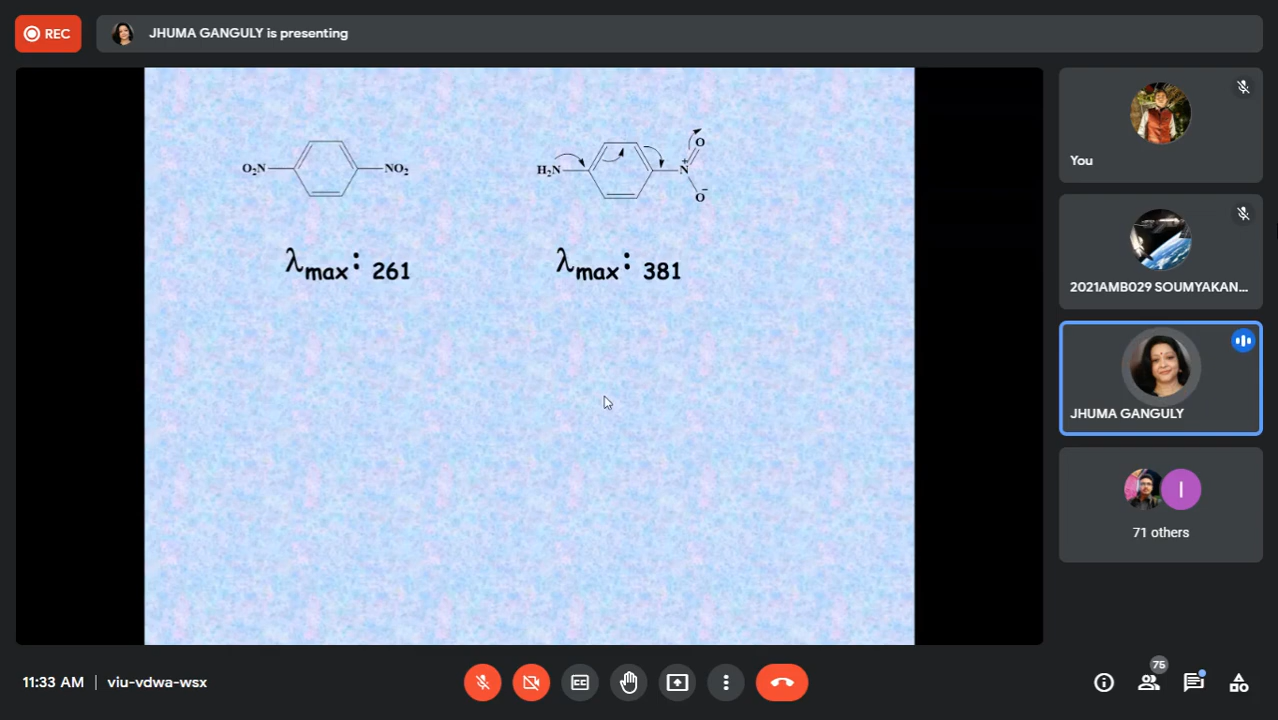 REC
JHUMA GANGULY is presenting
O₂N NO₂
H₂N N⁺ O O⁻
λmax: 261
λmax: 381
You
2021AMB029 SOUMYAKAN...
JHUMA GANGULY
I
71 others
11:33 AM | viu-vdwa-wsx
CC
75